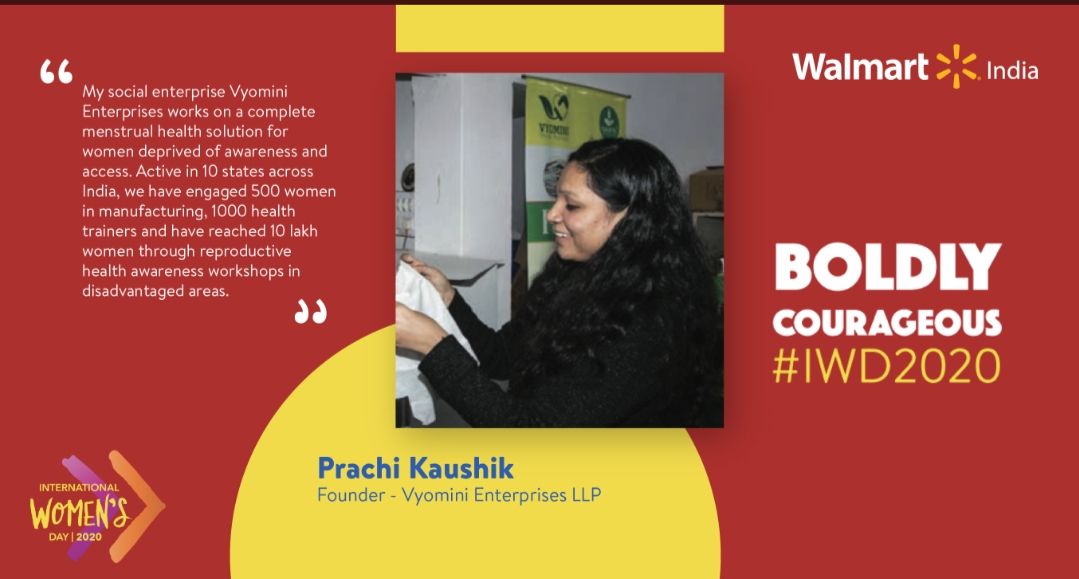 “
My social enterprise Vyomini
Enterprises works on a complete
menstrual health solution for
women deprived of awareness and
access. Active in 10 states across
India, we have engaged 500 women
in manufacturing, 1000 health
trainers and have reached 10 lakh
women through reproductive
health awareness workshops in
disadvantaged areas.
”
VYOMINI
Walmart India
BOLDLY
COURAGEOUS
#IWD2020
Prachi Kaushik
Founder - Vyomini Enterprises LLP
INTERNATIONAL
WOMEN'S
DAY | 2020